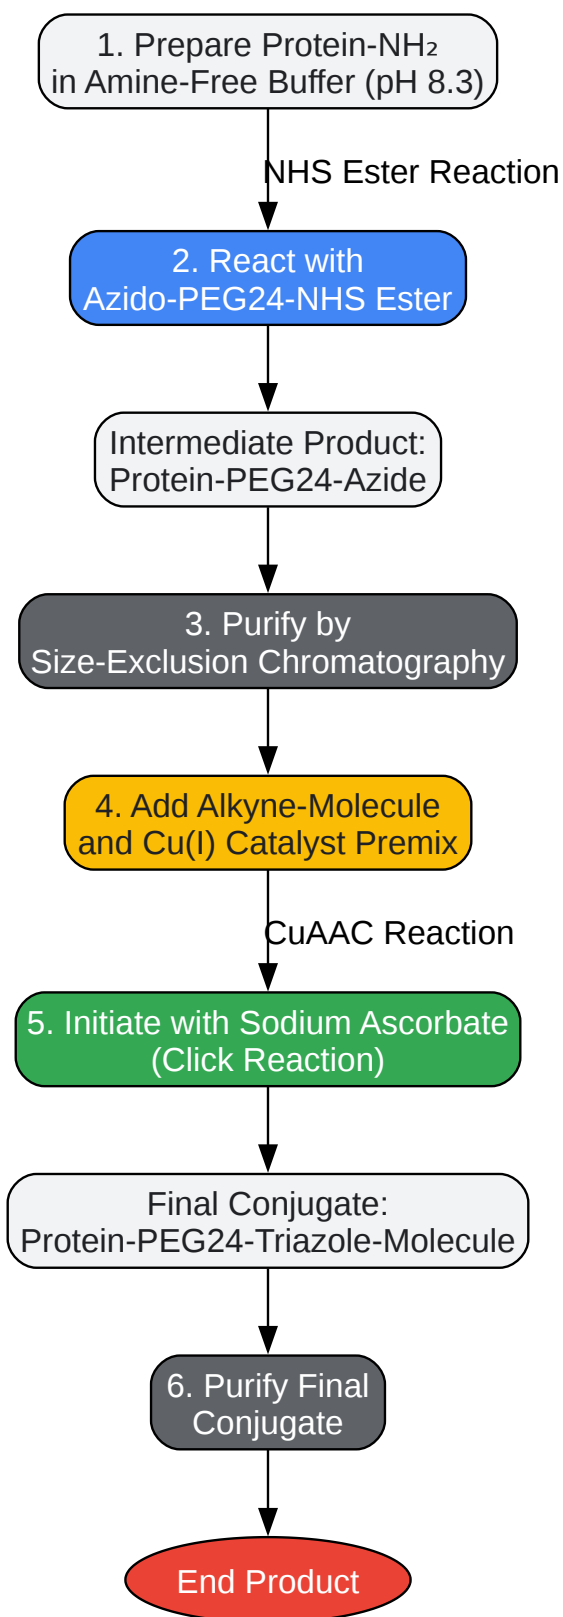 1. Prepare Protein-NH₂
in Amine-Free Buffer (pH 8.3)
NHS Ester Reaction
2. React with
Azido-PEG24-NHS Ester
Intermediate Product:
Protein-PEG24-Azide
3. Purify by
Size-Exclusion Chromatography
4. Add Alkyne-Molecule
and Cu(I) Catalyst Premix
CuAAC Reaction
5. Initiate with Sodium Ascorbate
(Click Reaction)
Final Conjugate:
Protein-PEG24-Triazole-Molecule
6. Purify Final
Conjugate
End Product